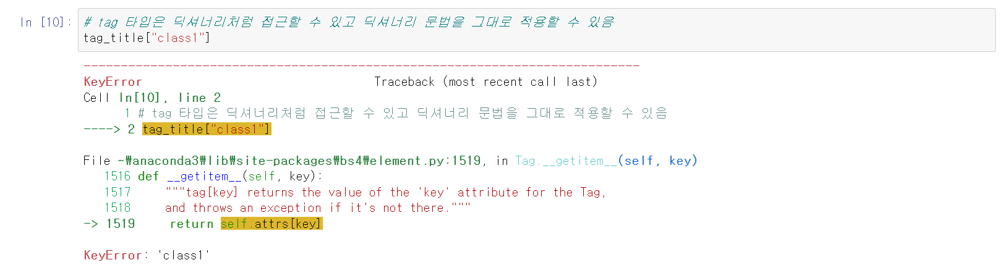 In [10]:
# tag 타입은 딕셔너리처럼 접근할 수 있고 딕셔너리 문법을 그대로 적용할 수 있음
tag_title["class1"]
---------------------------------------------------------------------------
KeyError                                  Traceback (most recent call last)
Cell In[10], line 2
1 # tag 타입은 딕셔너리처럼 접근할 수 있고 딕셔너리 문법을 그대로 적용할 수 있음
----> 2 tag_title["class1"]
File ~₩anaconda3₩lib₩site-packages₩bs4₩element.py:1519, in Tag.__getitem__(self, key)
1516 def __getitem__(self, key):
1517     """tag[key] returns the value of the 'key' attribute for the Tag,
1518     and throws an exception if it's not there."""
-> 1519     return self.attrs[key]
KeyError: 'class1'